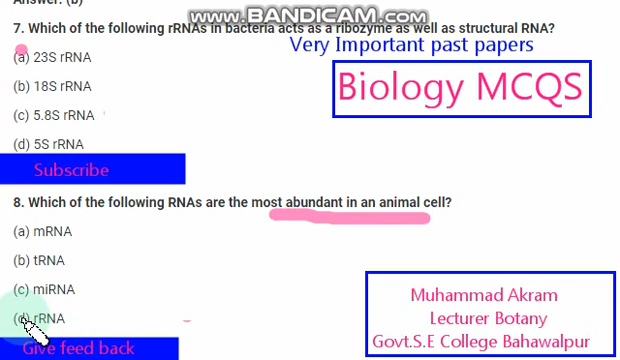 Answer: (b)
www.BANDICAM.com
7. Which of the following rRNAs in bacteria acts as a ribozyme as well as structural RNA?
Very Important past papers
(a) 23S rRNA
(b) 18S rRNA
Biology MCQS
(c) 5.8S rRNA
(d) 5S rRNA
Subscribe
8. Which of the following RNAs are the most abundant in an animal cell?
(a) mRNA
(b) tRNA
(c) miRNA
(d) rRNA
Muhammad Akram
Lecturer Botany
Govt.S.E College Bahawalpur
Give feed back